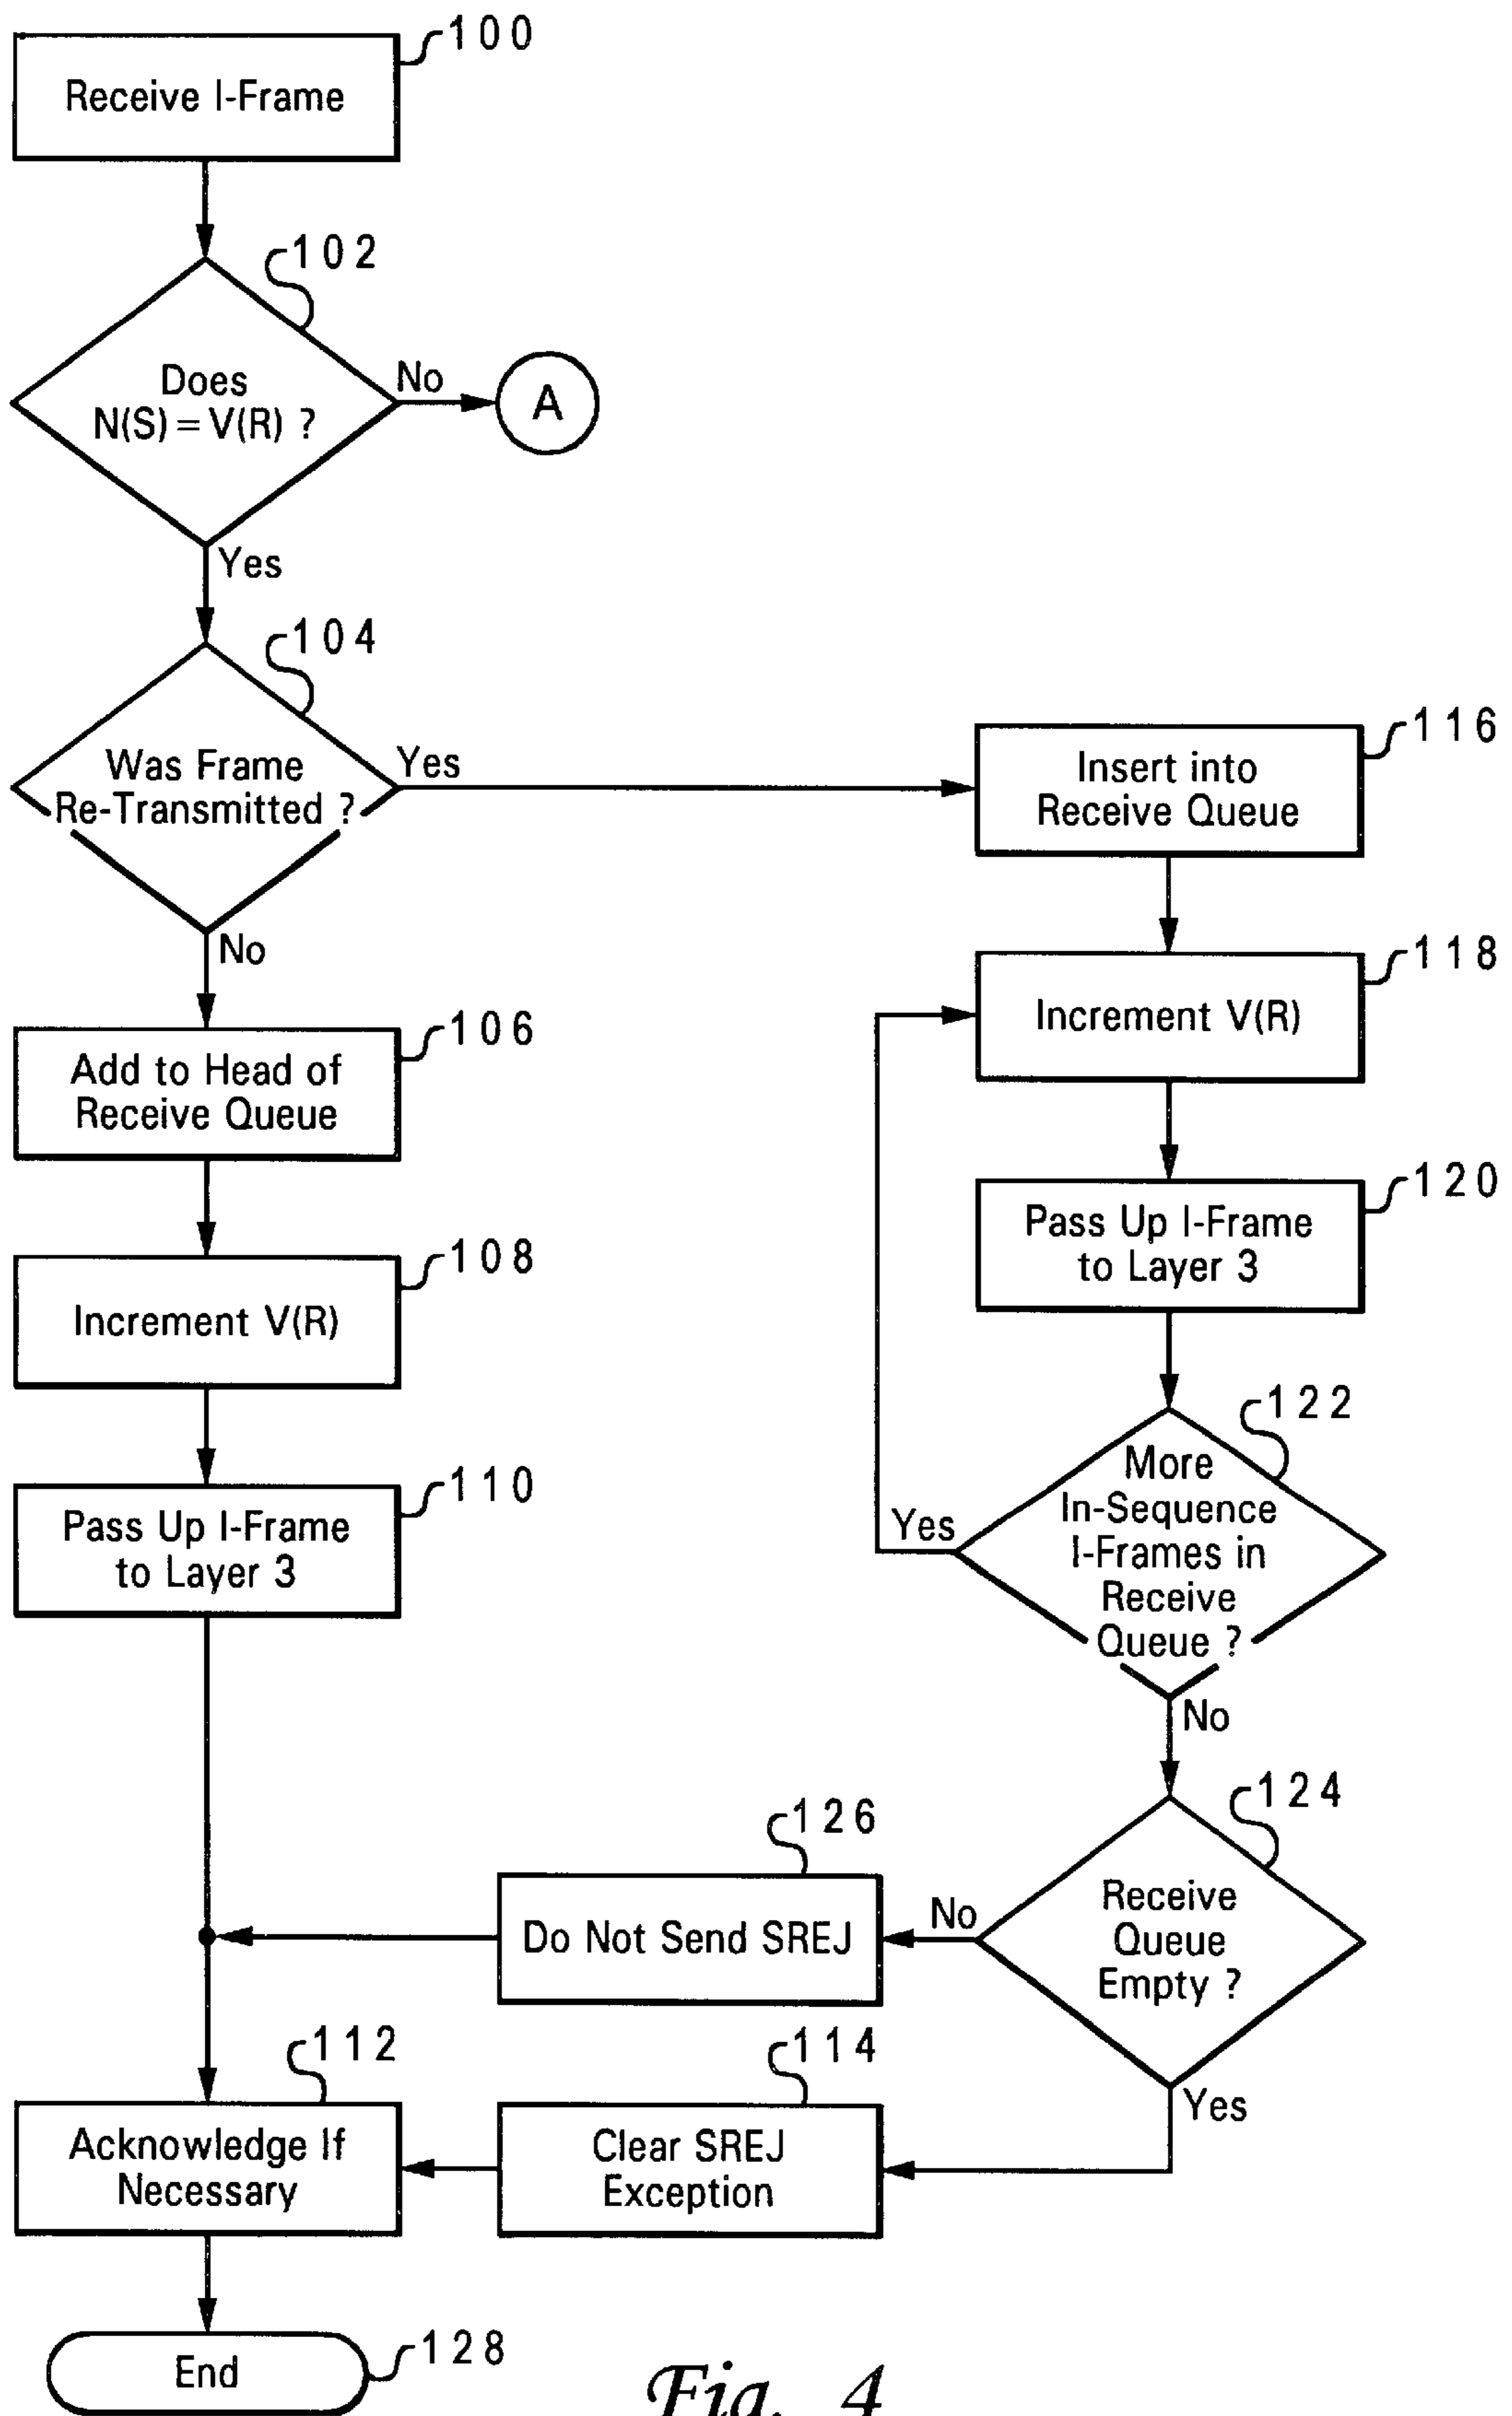 100
Receive I-Frame
102
Does
N(S) = V(R) ?
No
A
Yes
104
Was Frame
Re-Transmitted ?
Yes
No
116
Insert into
Receive Queue
106
Add to Head of
Receive Queue
118
Increment V(R)
108
Increment V(R)
120
Pass Up I-Frame
to Layer 3
110
Pass Up I-Frame
to Layer 3
122
More
In-Sequence
I-Frames in
Receive
Queue ?
Yes
No
124
Receive
Queue
Empty ?
No
Yes
126
Do Not Send SREJ
112
Acknowledge If
Necessary
114
Clear SREJ
Exception
End
128
Fig. 4